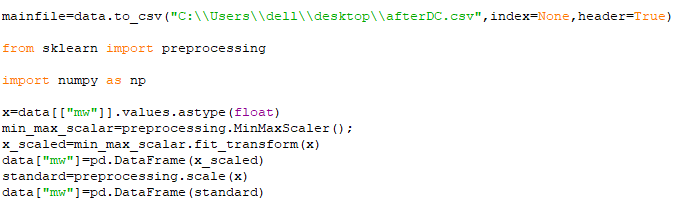 mainfile=data.to_csv("C:\\Users\\dell\\desktop\\afterDC.csv",index=None,header=True)
from sklearn import preprocessing
import numpy as np
x=data[["mw"]].values.astype(float)
min_max_scalar=preprocessing.MinMaxScaler();
x_scaled=min_max_scalar.fit_transform(x)
data["mw"]=pd.DataFrame(x_scaled)
standard=preprocessing.scale(x)
data["mw"]=pd.DataFrame(standard)